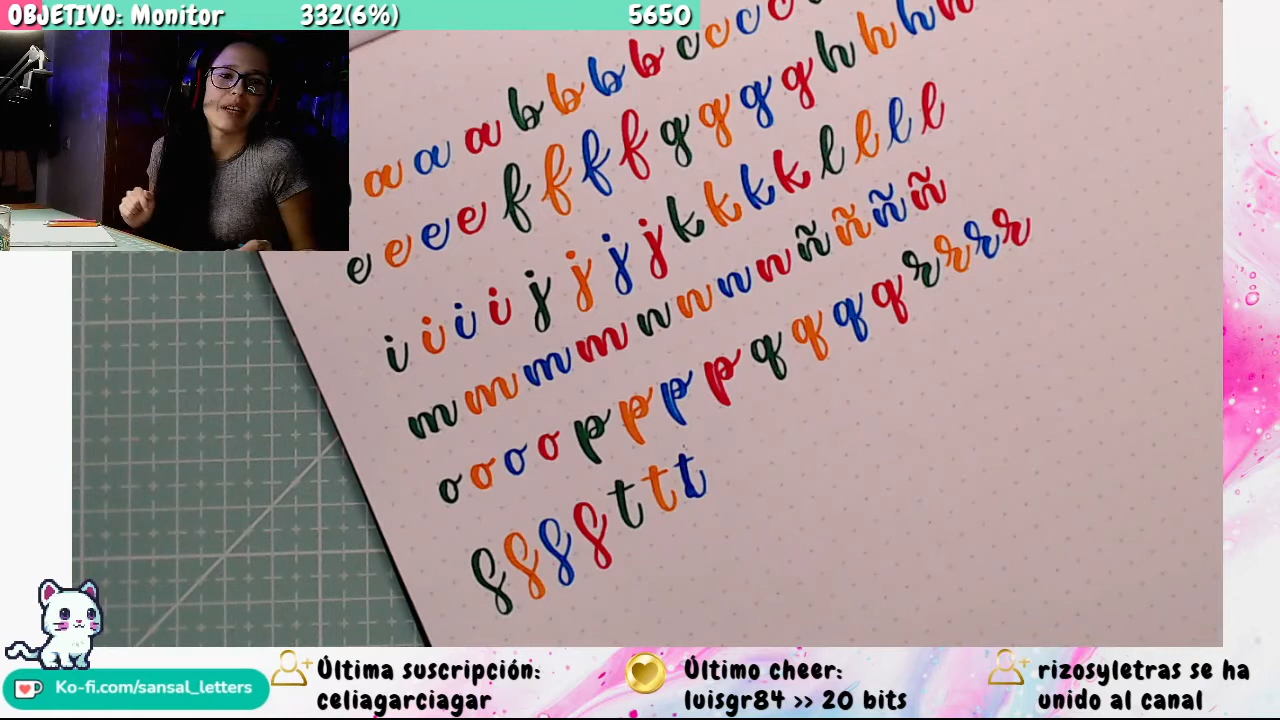 OBJETIVO: Monitor 332(6%) 5650
a a a b b b b c c c c
e e e e f f f f g g g g h h h h
i i i i j j j j k k k k l l l l
m m m m n n n n ñ ñ ñ ñ
o o o o p p p p q q q q r r r r
s s s s t t t
Ko-fi.com/sansal_letters
Última suscripción:
celiagarciagar
Último cheer:
luisgr84 >> 20 bits
rizosyletras se ha
unido al canal